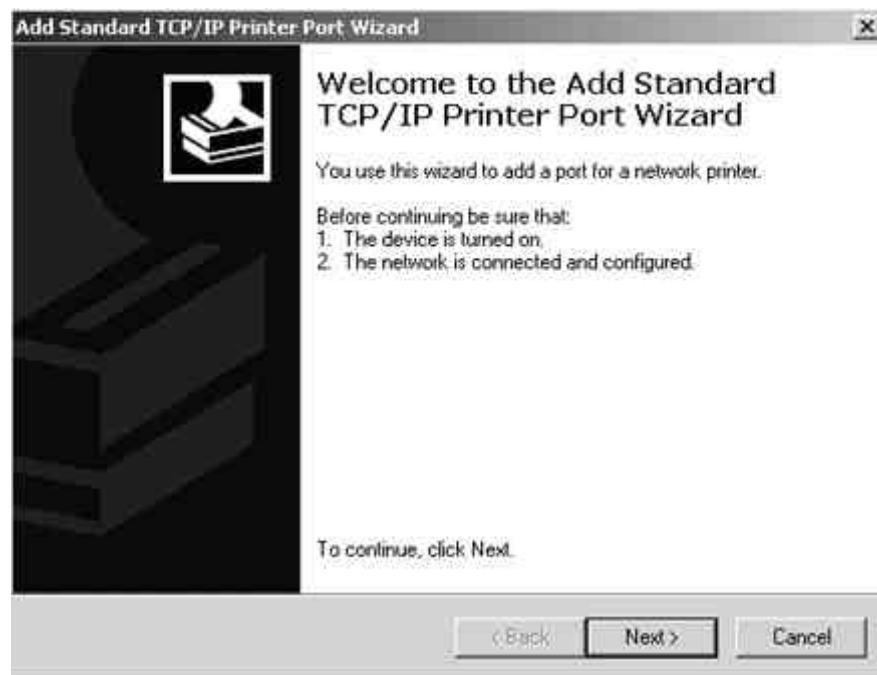 Add Standard TCP/IP Printer Port Wizard
Welcome to the Add Standard
TCP/IP Printer Port Wizard
You use this wizard to add a port for a network printer.
Before continuing be sure that:
1. The device is turned on.
2. The network is connected and configured.
To continue, click Next.
< Back
Next >
Cancel